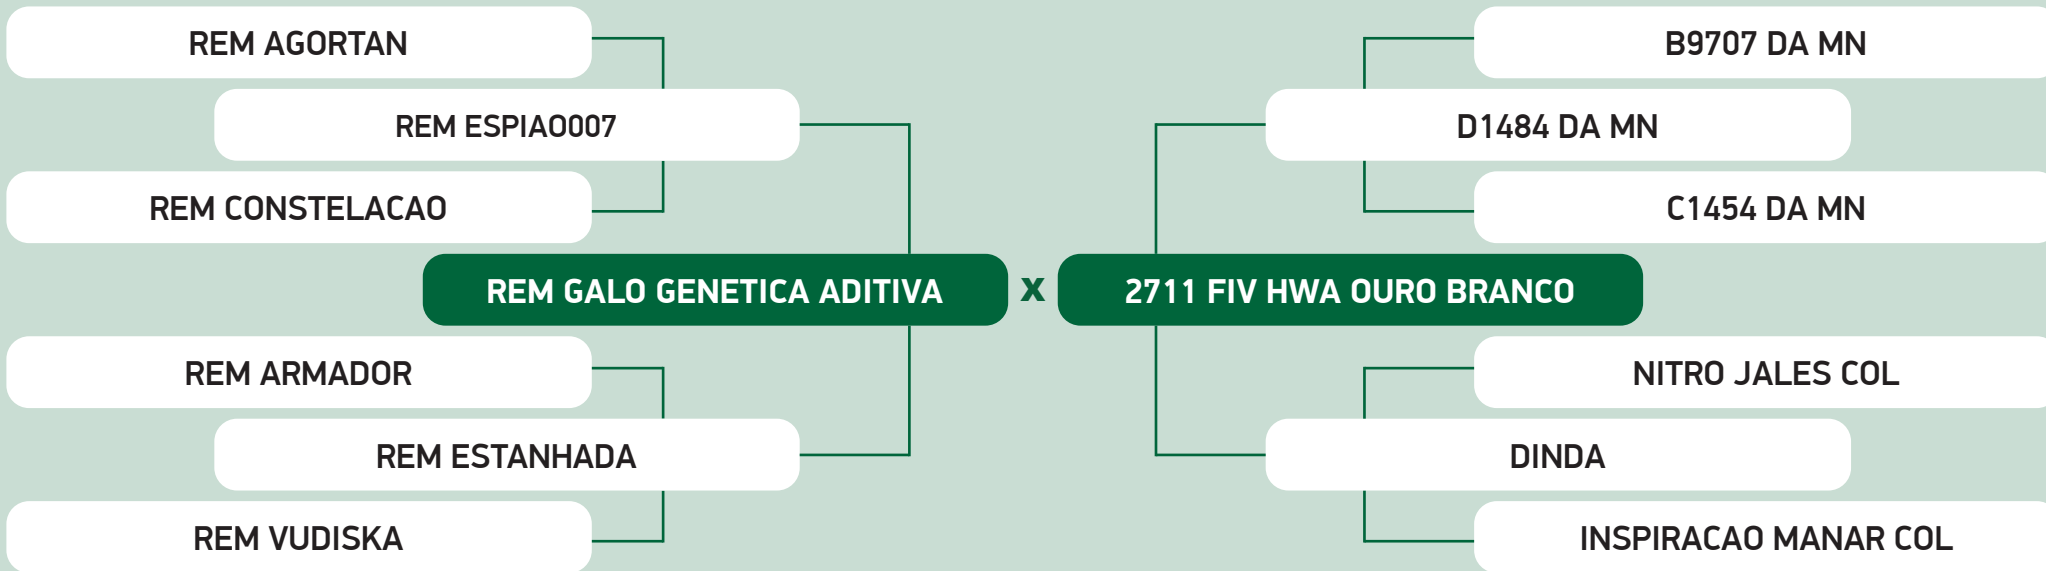 REM AGORTAN
B9707 DA MN
REM ESPIAO007
D1484 DA MN
REM CONSTELACAO
C1454 DA MN
REM GALO GENETICA ADITIVA x 2711 FIV HWA OURO BRANCO
REM ARMADOR
NITRO JALES COL
REM ESTANHADA
DINDA
REM VUDISKA
INSPIRACAO MANAR COL